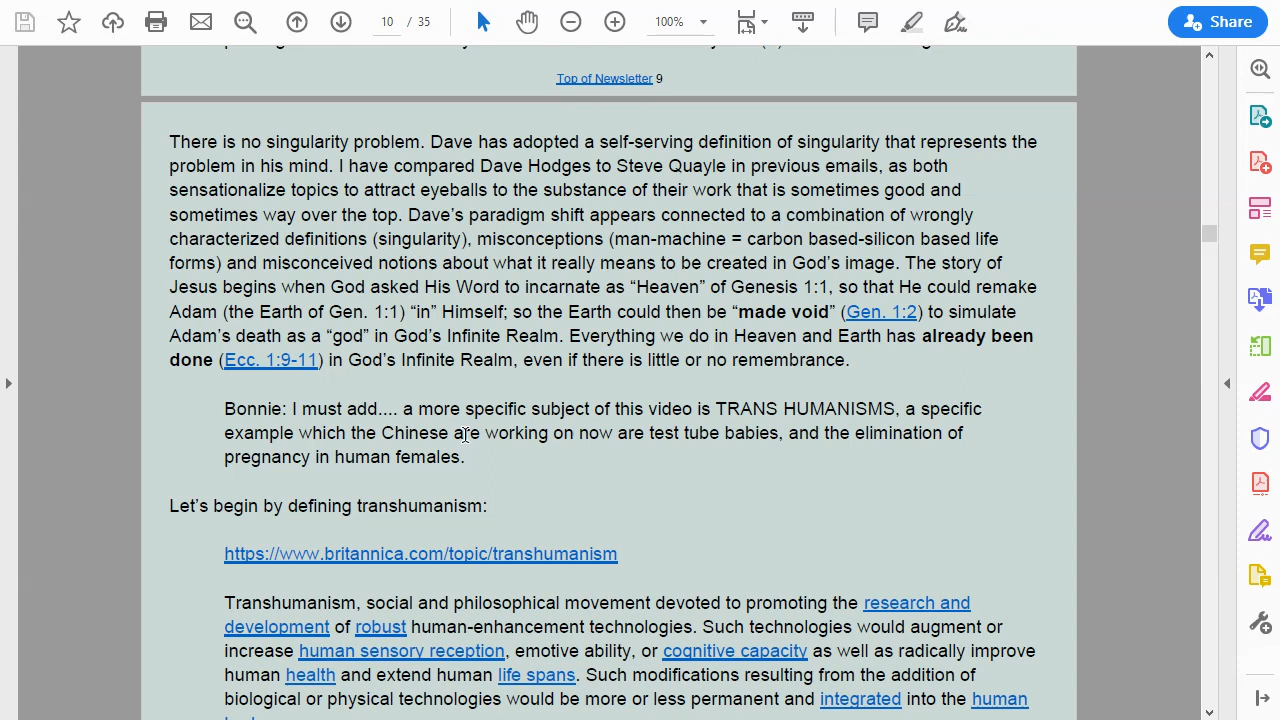 10 / 35
100%
Share
Top of Newsletter 9
There is no singularity problem. Dave has adopted a self-serving definition of singularity that represents the
problem in his mind. I have compared Dave Hodges to Steve Quayle in previous emails, as both
sensationalize topics to attract eyeballs to the substance of their work that is sometimes good and
sometimes way over the top. Dave’s paradigm shift appears connected to a combination of wrongly
characterized definitions (singularity), misconceptions (man-machine = carbon based-silicon based life
forms) and misconceived notions about what it really means to be created in God’s image. The story of
Jesus begins when God asked His Word to incarnate as “Heaven” of Genesis 1:1, so that He could remake
Adam (the Earth of Gen. 1:1) “in” Himself; so the Earth could then be “made void” (Gen. 1:2) to simulate
Adam’s death as a “god” in God’s Infinite Realm. Everything we do in Heaven and Earth has already been
done (Ecc. 1:9-11) in God’s Infinite Realm, even if there is little or no remembrance.
Bonnie: I must add.... a more specific subject of this video is TRANS HUMANISMS, a specific
example which the Chinese are working on now are test tube babies, and the elimination of
pregnancy in human females.
Let’s begin by defining transhumanism:
https://www.britannica.com/topic/transhumanism
Transhumanism, social and philosophical movement devoted to promoting the research and
development of robust human-enhancement technologies. Such technologies would augment or
increase human sensory reception, emotive ability, or cognitive capacity as well as radically improve
human health and extend human life spans. Such modifications resulting from the addition of
biological or physical technologies would be more or less permanent and integrated into the human